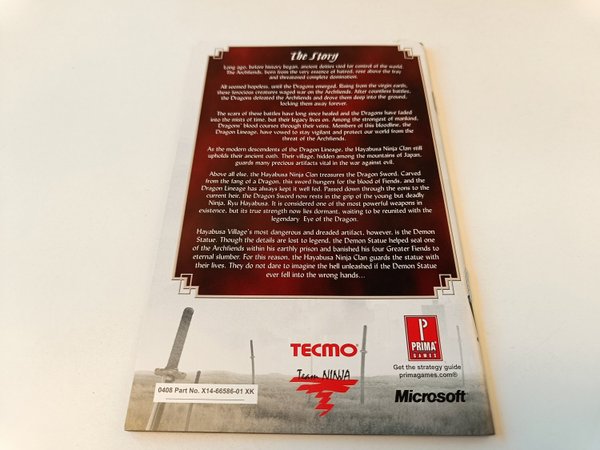 The Story
Long ago, before history began, ancient deities vied for control of the world.
The Archfiends, born from the very essence of hatred, rose above the fray
and threatened complete domination.
All seemed hopeless, until the Dragons emerged. Rising from the virgin earth,
these ferocious creatures waged war on the Archfiends. After countless battles,
the Dragons defeated the Archfiends and drove them deep into the ground,
locking them away forever.
The scars of these battles have long since healed and the Dragons have faded
into the mists of time, but their legacy lives on. Among the strongest of mankind,
Dragons' blood courses through their veins. Members of this bloodline, the
Dragon Lineage, have vowed to stay vigilant and protect our world from the
threat of the Archfiends.
As the modern descendents of the Dragon Lineage, the Hayabusa Ninja Clan still
upholds their ancient oath. Their village, hidden among the mountains of Japan,
guards many precious artifacts vital in the war against evil.
Above all else, the Hayabusa Ninja Clan treasures the Dragon Sword. Carved
from the fang of a Dragon, this sword hungers for the blood of Fiends, and the
Dragon Lineage has always kept it well fed. Passed down through the eons to the
current heir, the Dragon Sword now rests in the grip of the young but deadly
Ninja, Ryu Hayabusa. It is considered one of the most powerful weapons in
existence, but its true strength now lies dormant, waiting to be reunited with the
legendary Eye of the Dragon.
Hayabusa Village's most dangerous and dreaded artifact, however, is the Demon
Statue. Though the details are lost to legend, the Demon Statue helped seal one
of the Archfiends within his earthly prison and banished his four Greater Fiends to
eternal slumber. For this reason, the Hayabusa Ninja Clan guards the statue with
their lives. They do not dare to imagine the hell unleashed if the Demon Statue
ever fell into the wrong hands...
TECMO®
Team NINJA
P
PRIMA®
GAMES
Get the strategy guide
primagames.com®
0408 Part No. X14-66586-01 XK
Microsoft